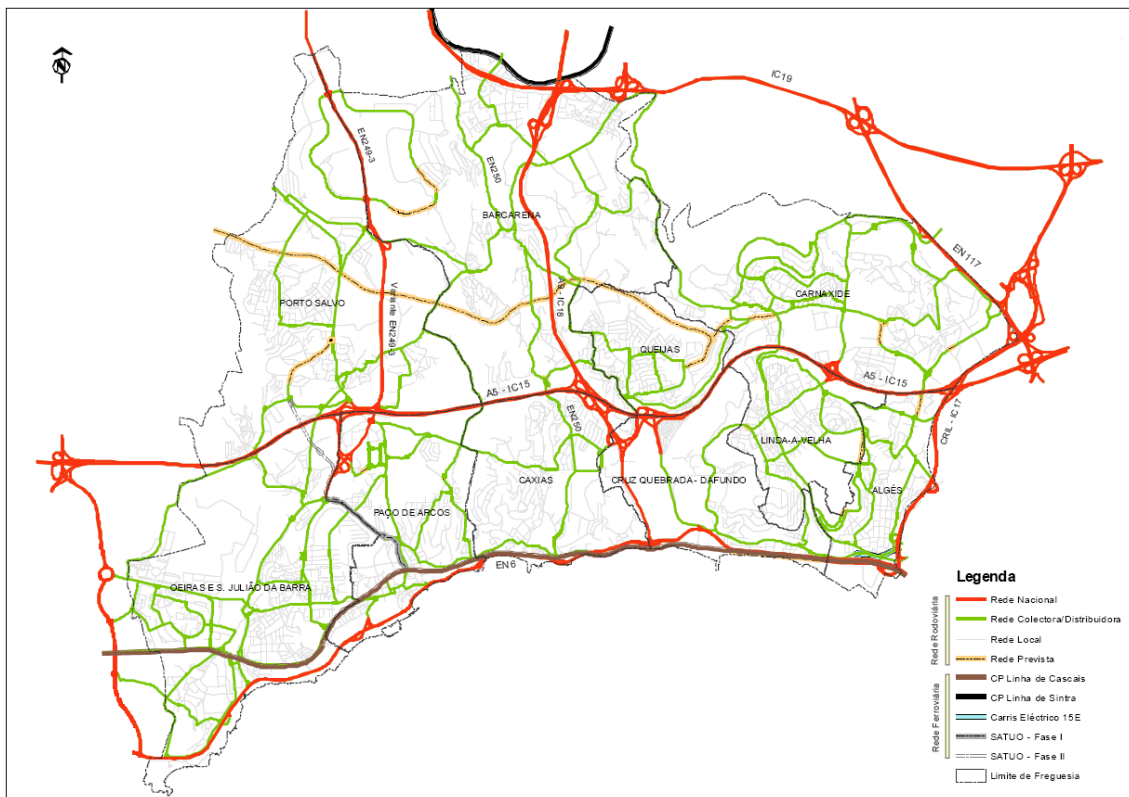 N
IC19
EN249-3
EN250
BARCARENA
EN117
PORTO SALVO
Variante EN249-3
A9 - IC18
CARNAXIDE
QUEIJAS
A5 - IC15
A5 - IC15
EN250
CRIL - IC17
LINDA-A-VELHA
CAXIAS
CRUZ QUEBRADA - DAFUNDO
ALGÉS
PAÇO DE ARCOS
EN6
OEIRAS E S. JULIÃO DA BARRA
Legenda
Rede Rodoviária
Rede Nacional
Rede Colectora/Distribuidora
Rede Local
Rede Prevista
Rede Ferroviária
CP Linha de Cascais
CP Linha de Sintra
Carris Eléctrico 15E
SATUO - Fase I
SATUO - Fase II
Limite de Freguesia